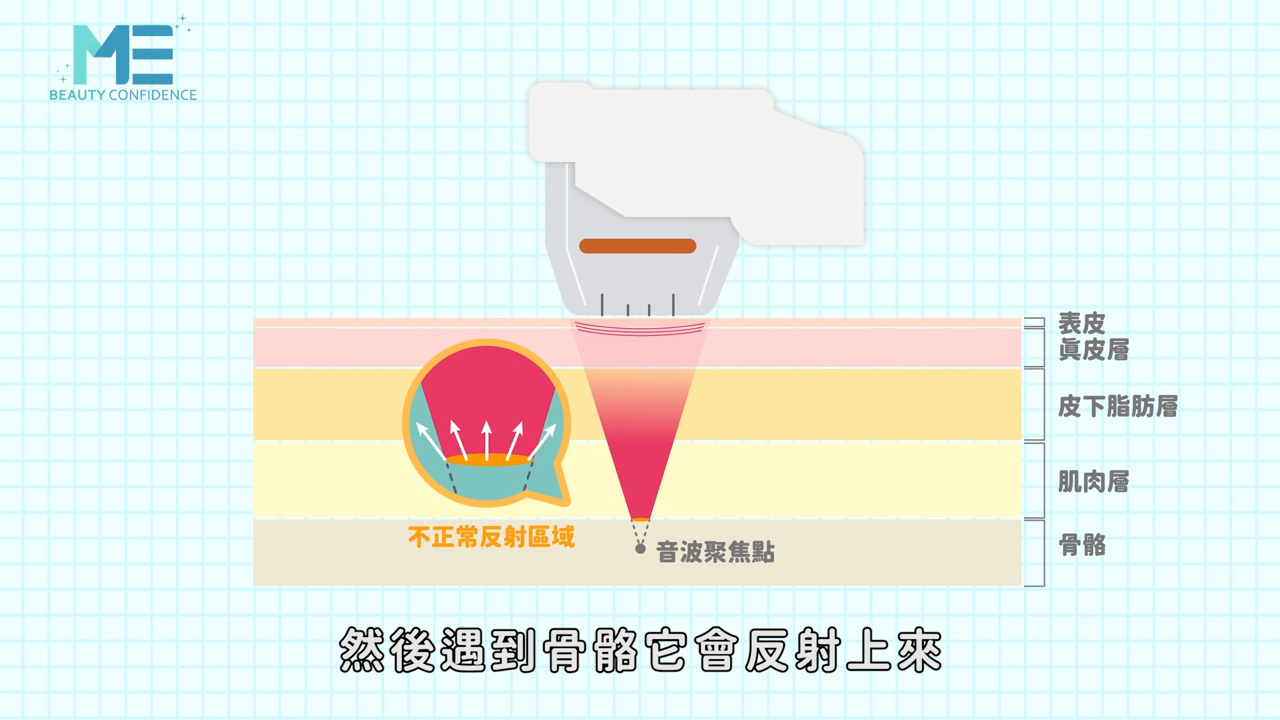 ME
BEAUTY CONFIDENCE
表皮
真皮層
皮下脂肪層
肌肉層
不正常反射區域
音波聚焦點
骨骼
然後遇到骨骼它會反射上來